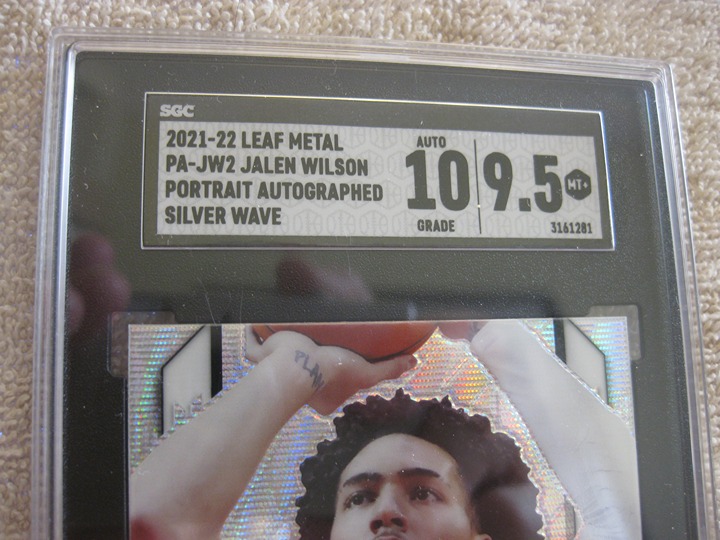 SGC
2021-22 LEAF METAL
PA-JW2 JALEN WILSON
PORTRAIT AUTOGRAPHED
SILVER WAVE
AUTO
10
GRADE
9.5
MT+
3161281